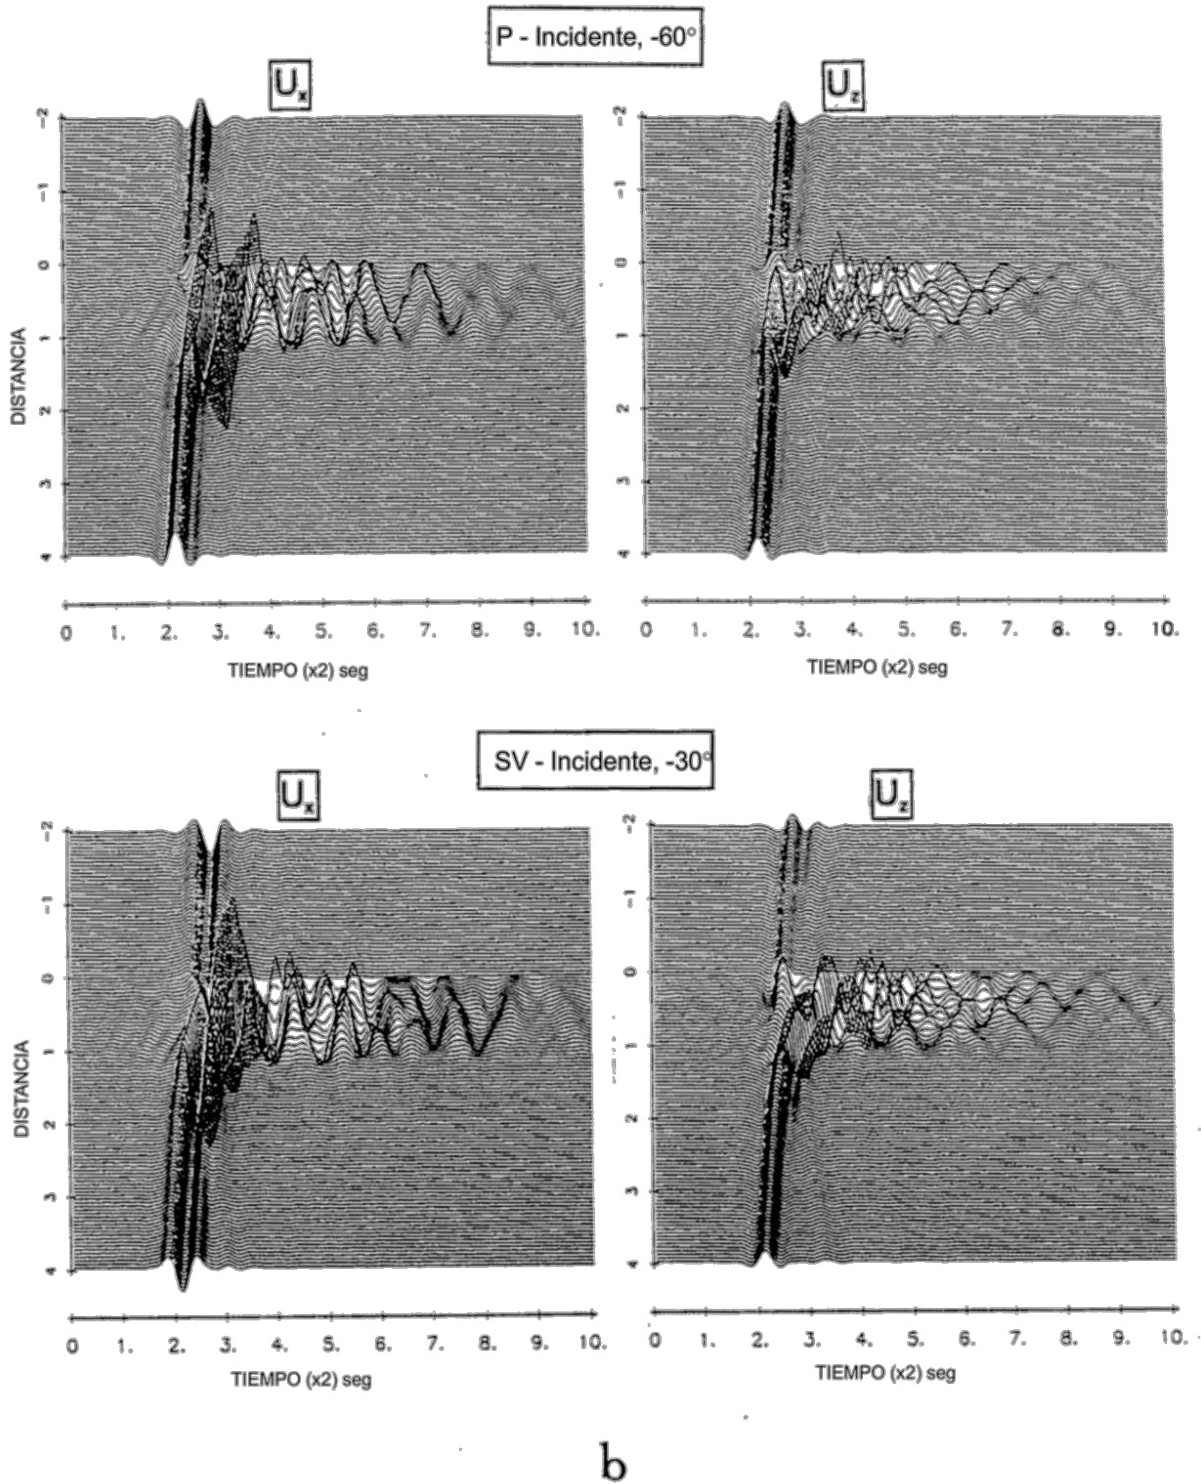 P - Incidente, -60°
Ux
Uz
-2
-1
0
1
2
3
4
DISTANCIA
-2
-1
0
1
2
3
4
0 1. 2. 3. 4. 5. 6. 7. 8. 9. 10.
TIEMPO (x2) seg
0 1. 2. 3. 4. 5. 6. 7. 8. 9. 10.
TIEMPO (x2) seg
SV - Incidente, -30°
Ux
Uz
-2
-1
0
1
2
3
4
DISTANCIA
-2
-1
0
1
2
3
4
0 1. 2. 3. 4. 5. 6. 7. 8. 9. 10.
TIEMPO (x2) seg
0 1. 2. 3. 4. 5. 6. 7. 8. 9. 10.
TIEMPO (x2) seg
b